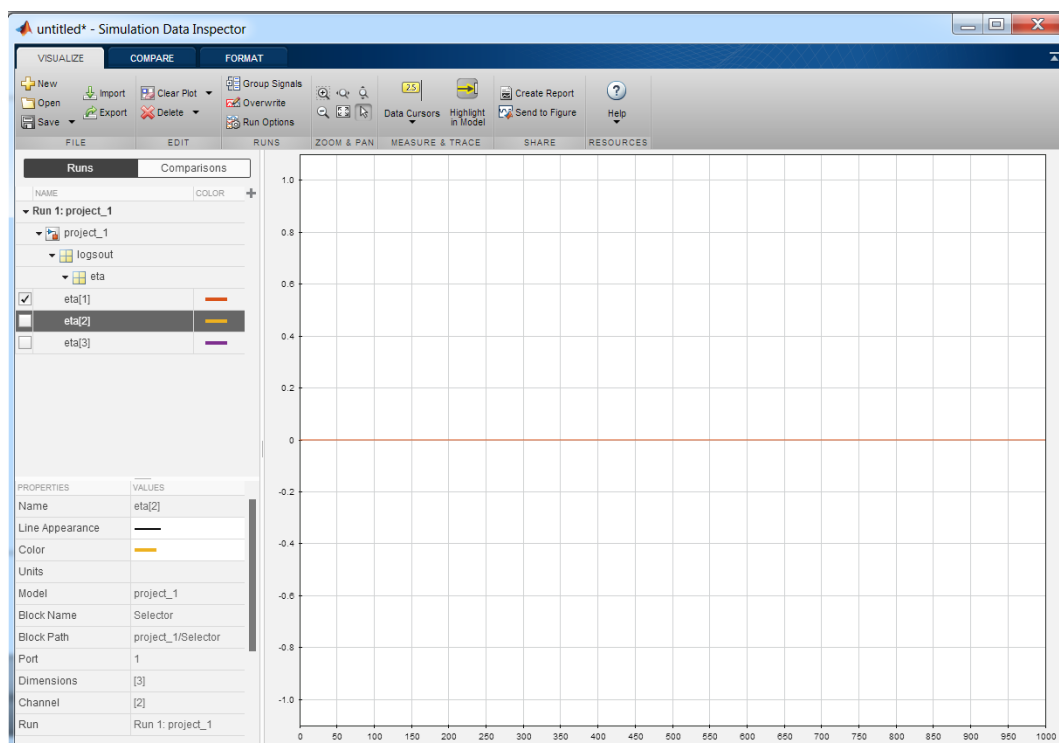 untitled* - Simulation Data Inspector
VISUALIZE COMPARE FORMAT
New
Open
Save
Import
Export
FILE
Clear Plot
Delete
EDIT
Group Signals
Overwrite
Run Options
RUNS
ZOOM & PAN
2.5
Data Cursors
Highlight
in Model
MEASURE & TRACE
Create Report
Send to Figure
SHARE
?
Help
RESOURCES
Runs Comparisons
NAME COLOR
Run 1: project_1
project_1
logsout
eta
eta[1]
eta[2]
eta[3]
PROPERTIES VALUES
Name eta[2]
Line Appearance
Color
Units
Model project_1
Block Name Selector
Block Path project_1/Selector
Port 1
Dimensions [3]
Channel [2]
Run Run 1: project_1
1.0
0.8
0.6
0.4
0.2
0
-0.2
-0.4
-0.6
-0.8
-1.0
0 50 100 150 200 250 300 350 400 450 500 550 600 650 700 750 800 850 900 950 1000